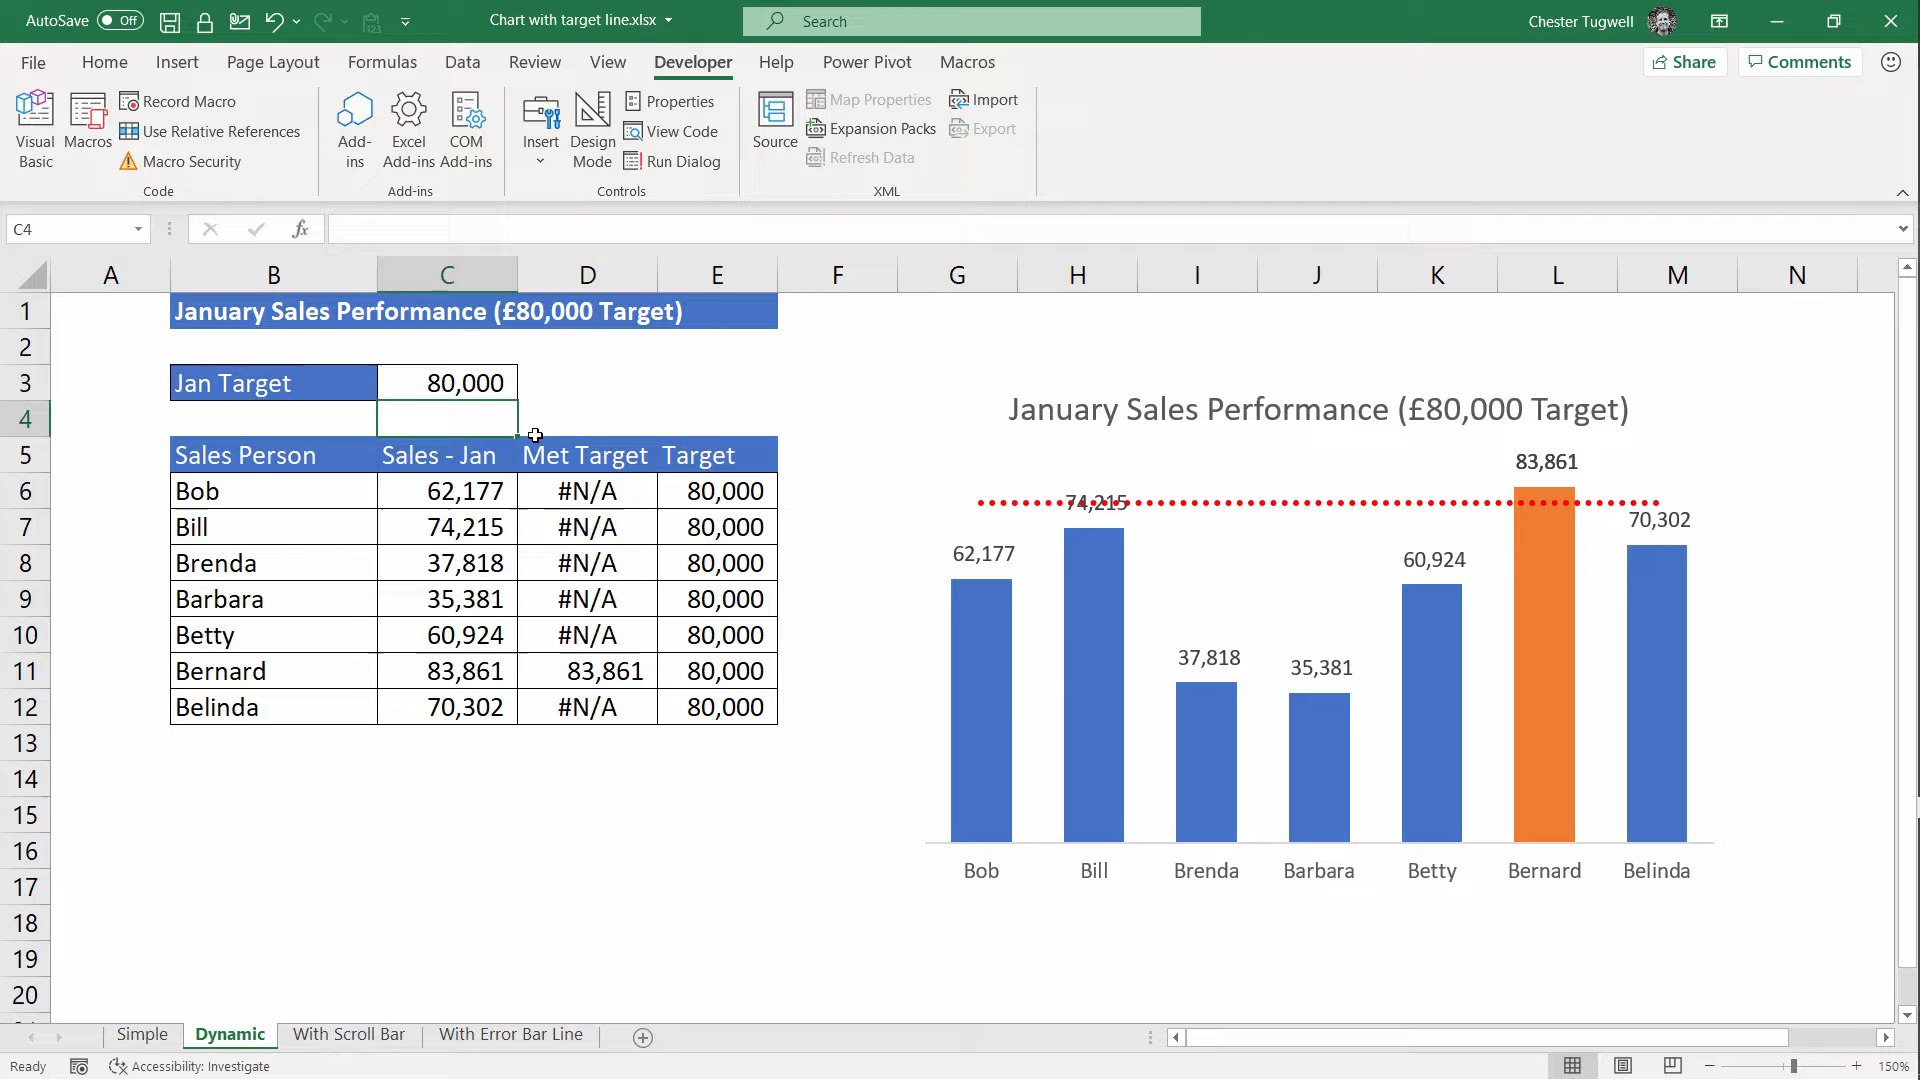 AutoSave Off
Chart with target line.xlsx
Search
Chester Tugwell
File Home Insert Page Layout Formulas Data Review View Developer Help Power Pivot Macros
Share
Comments
Visual Basic
Macros
Record Macro
Use Relative References
Macro Security
Code
Add-ins
Excel Add-ins
COM Add-ins
Add-ins
Insert
Design Mode
Properties
View Code
Run Dialog
Controls
Source
Map Properties
Expansion Packs
Refresh Data
Import
Export
XML
C4
fx
A B C D E F G H I J K L M N
1 January Sales Performance (£80,000 Target)
2
3 Jan Target 80,000
4
5 Sales Person Sales - Jan Met Target Target
6 Bob 62,177 #N/A 80,000
7 Bill 74,215 #N/A 80,000
8 Brenda 37,818 #N/A 80,000
9 Barbara 35,381 #N/A 80,000
10 Betty 60,924 #N/A 80,000
11 Bernard 83,861 83,861 80,000
12 Belinda 70,302 #N/A 80,000
13
14
15
16
17
18
19
20
January Sales Performance (£80,000 Target)
83,861
74,215
70,302
62,177
60,924
37,818
35,381
Bob Bill Brenda Barbara Betty Bernard Belinda
Simple Dynamic With Scroll Bar With Error Bar Line
Ready
Accessibility: Investigate
150%